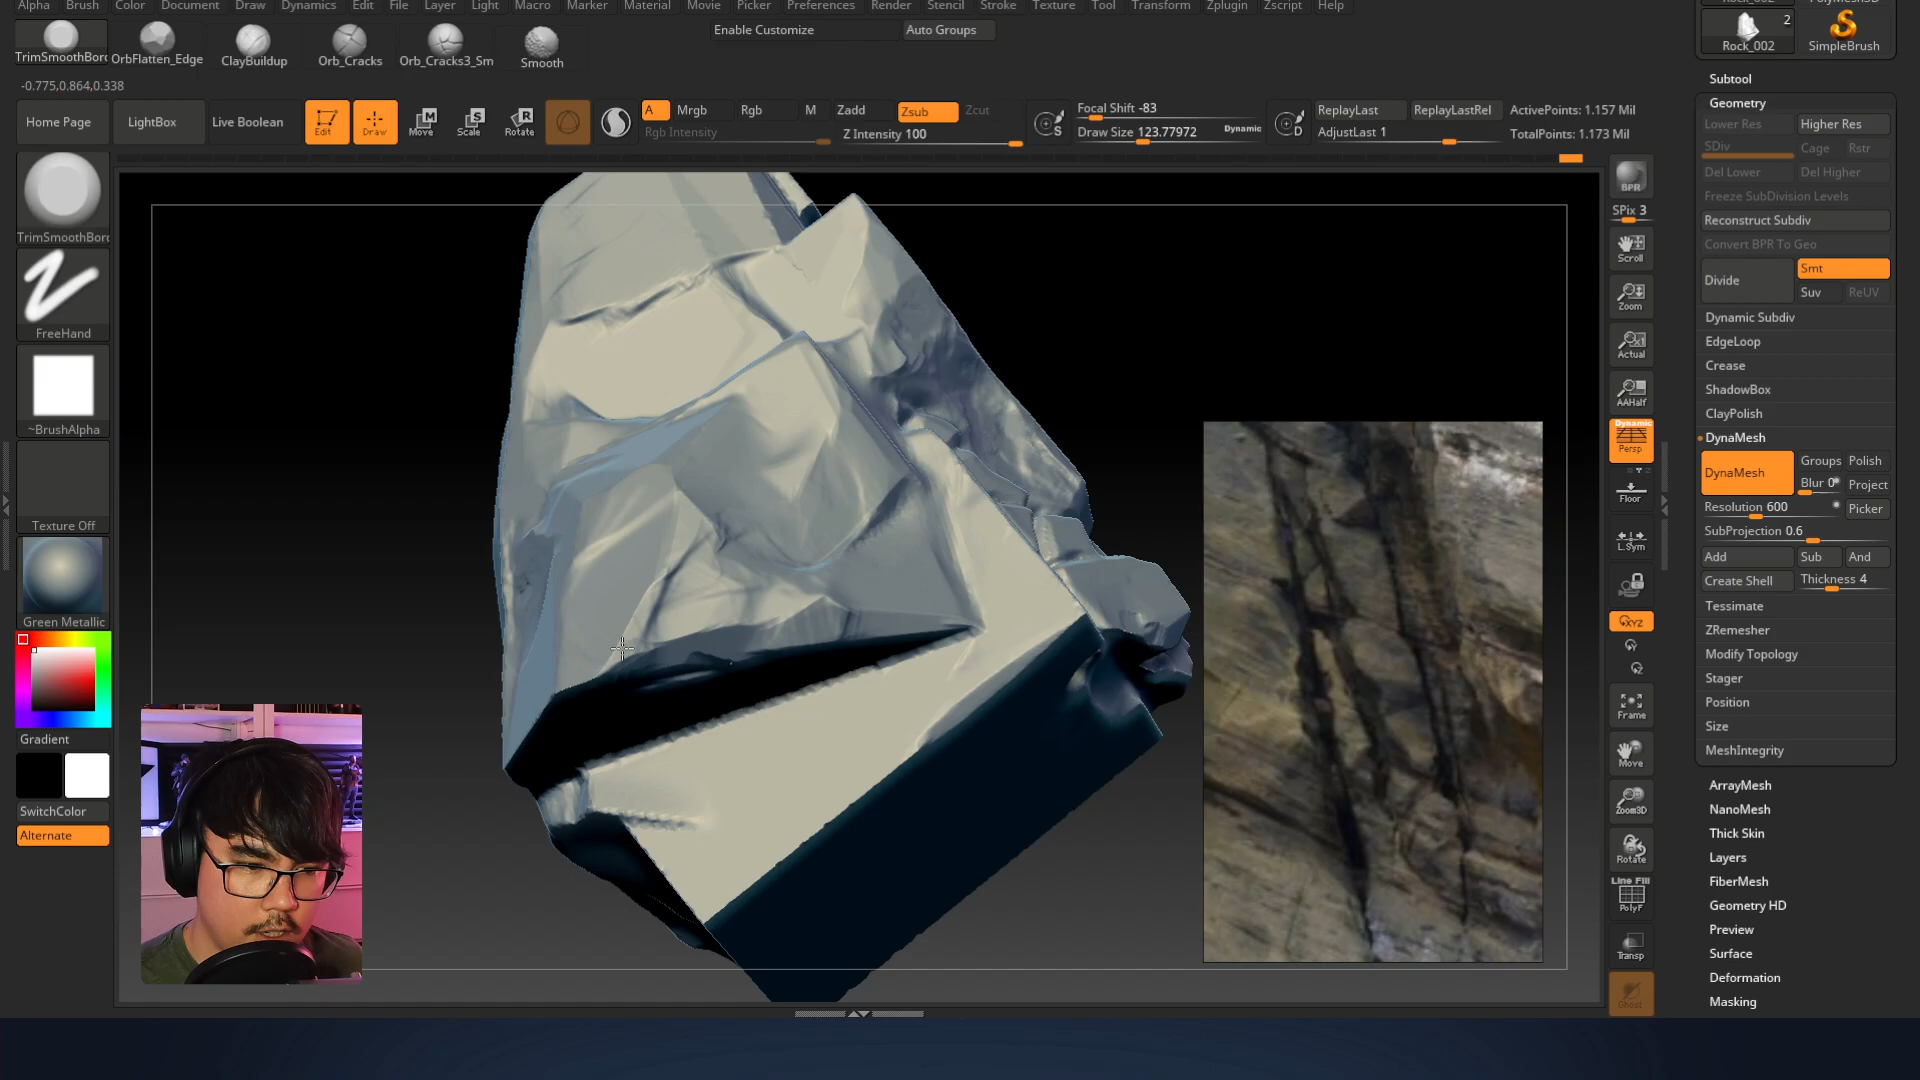 Alpha Brush Color Document Draw Dynamics Edit File Layer Light Macro Marker Material Movie Picker Preferences Render Stencil Stroke Texture Tool Transform Zplugin Zscript Help
Enable Customize Auto Groups
TrimSmoothBord OrbFlatten_Edge ClayBuildup Orb_Cracks Orb_Cracks3_Sm Smooth
2
Rock_002 SimpleBrush
-0.775,0.864,0.338
Home Page LightBox Live Boolean Edit Draw Move Scale Rotate
A Mrgb Rgb M Zadd Zsub Zcut
Rgb Intensity Z Intensity 100
S Focal Shift -83
Draw Size 123.77972 Dynamic
D ReplayLast ReplayLastRel
AdjustLast 1
ActivePoints: 1.157 Mil
TotalPoints: 1.173 Mil
TrimSmoothBord
FreeHand
~BrushAlpha
Texture Off
Green Metallic
Gradient
SwitchColor
Alternate
BPR
SPix 3
Scroll
Zoom
Actual
AAHalf
Dynamic
Persp
Floor
L.Sym
XYZ
Frame
Move
Zoom3D
Rotate
Line Fill
PolyF
Transp
Ghost
Subtool
Geometry
Lower Res Higher Res
SDiv Cage Rstr
Del Lower Del Higher
Freeze SubDivision Levels
Reconstruct Subdiv
Convert BPR To Geo
Divide Smt
Suv ReUV
Dynamic Subdiv
EdgeLoop
Crease
ShadowBox
ClayPolish
DynaMesh
DynaMesh Groups Polish
Blur 0 Project
Resolution 600 Picker
SubProjection 0.6
Add Sub And
Create Shell Thickness 4
Tessimate
ZRemesher
Modify Topology
Stager
Position
Size
MeshIntegrity
ArrayMesh
NanoMesh
Thick Skin
Layers
FiberMesh
Geometry HD
Preview
Surface
Deformation
Masking